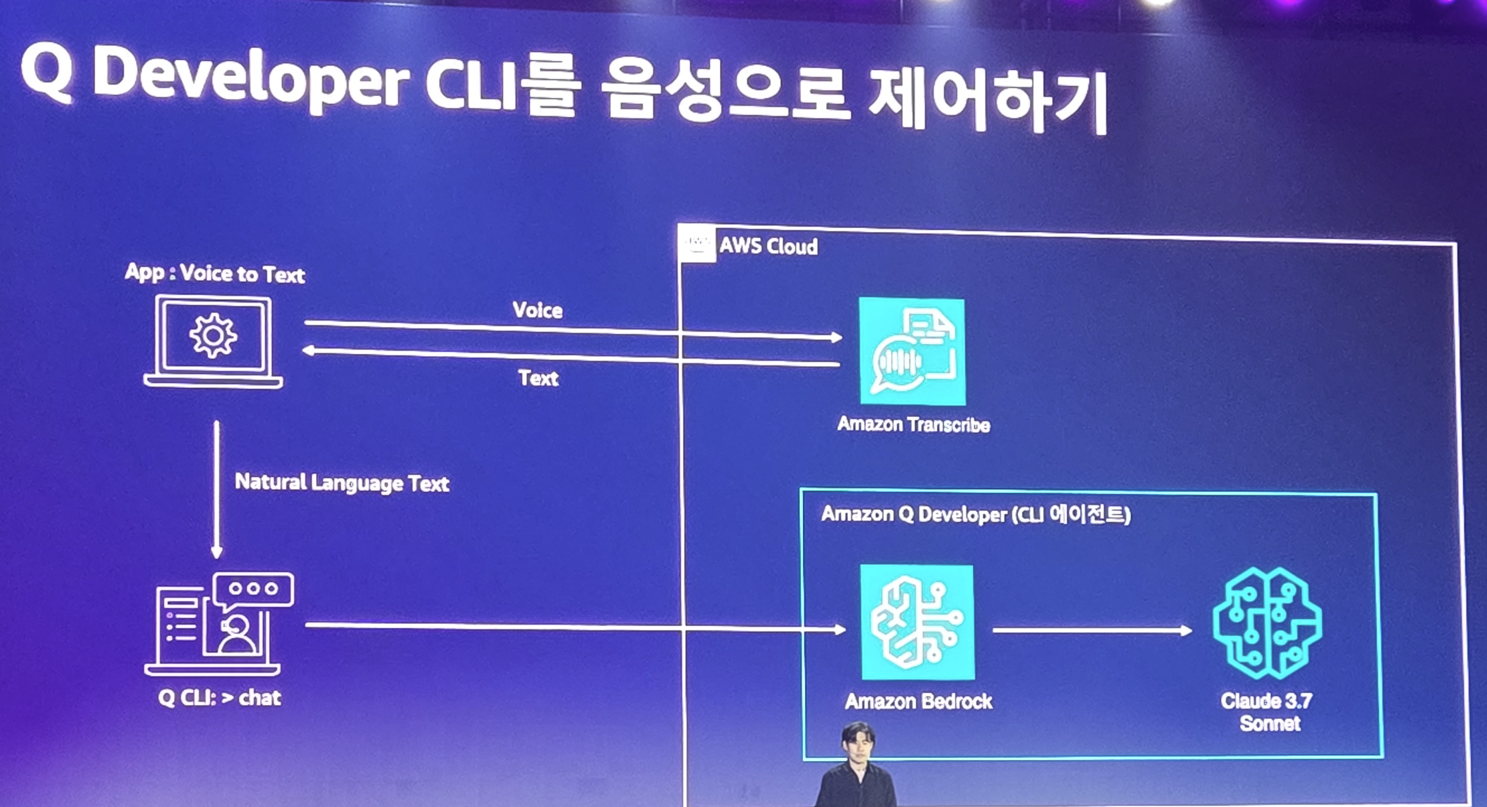 Q Developer CLI를 음성으로 제어하기
aws
AWS Cloud
App : Voice to Text
Voice
Text
Amazon Transcribe
Natural Language Text
Amazon Q Developer (CLI 에이전트)
Q CLI: > chat
Amazon Bedrock
Claude 3.7
Sonnet